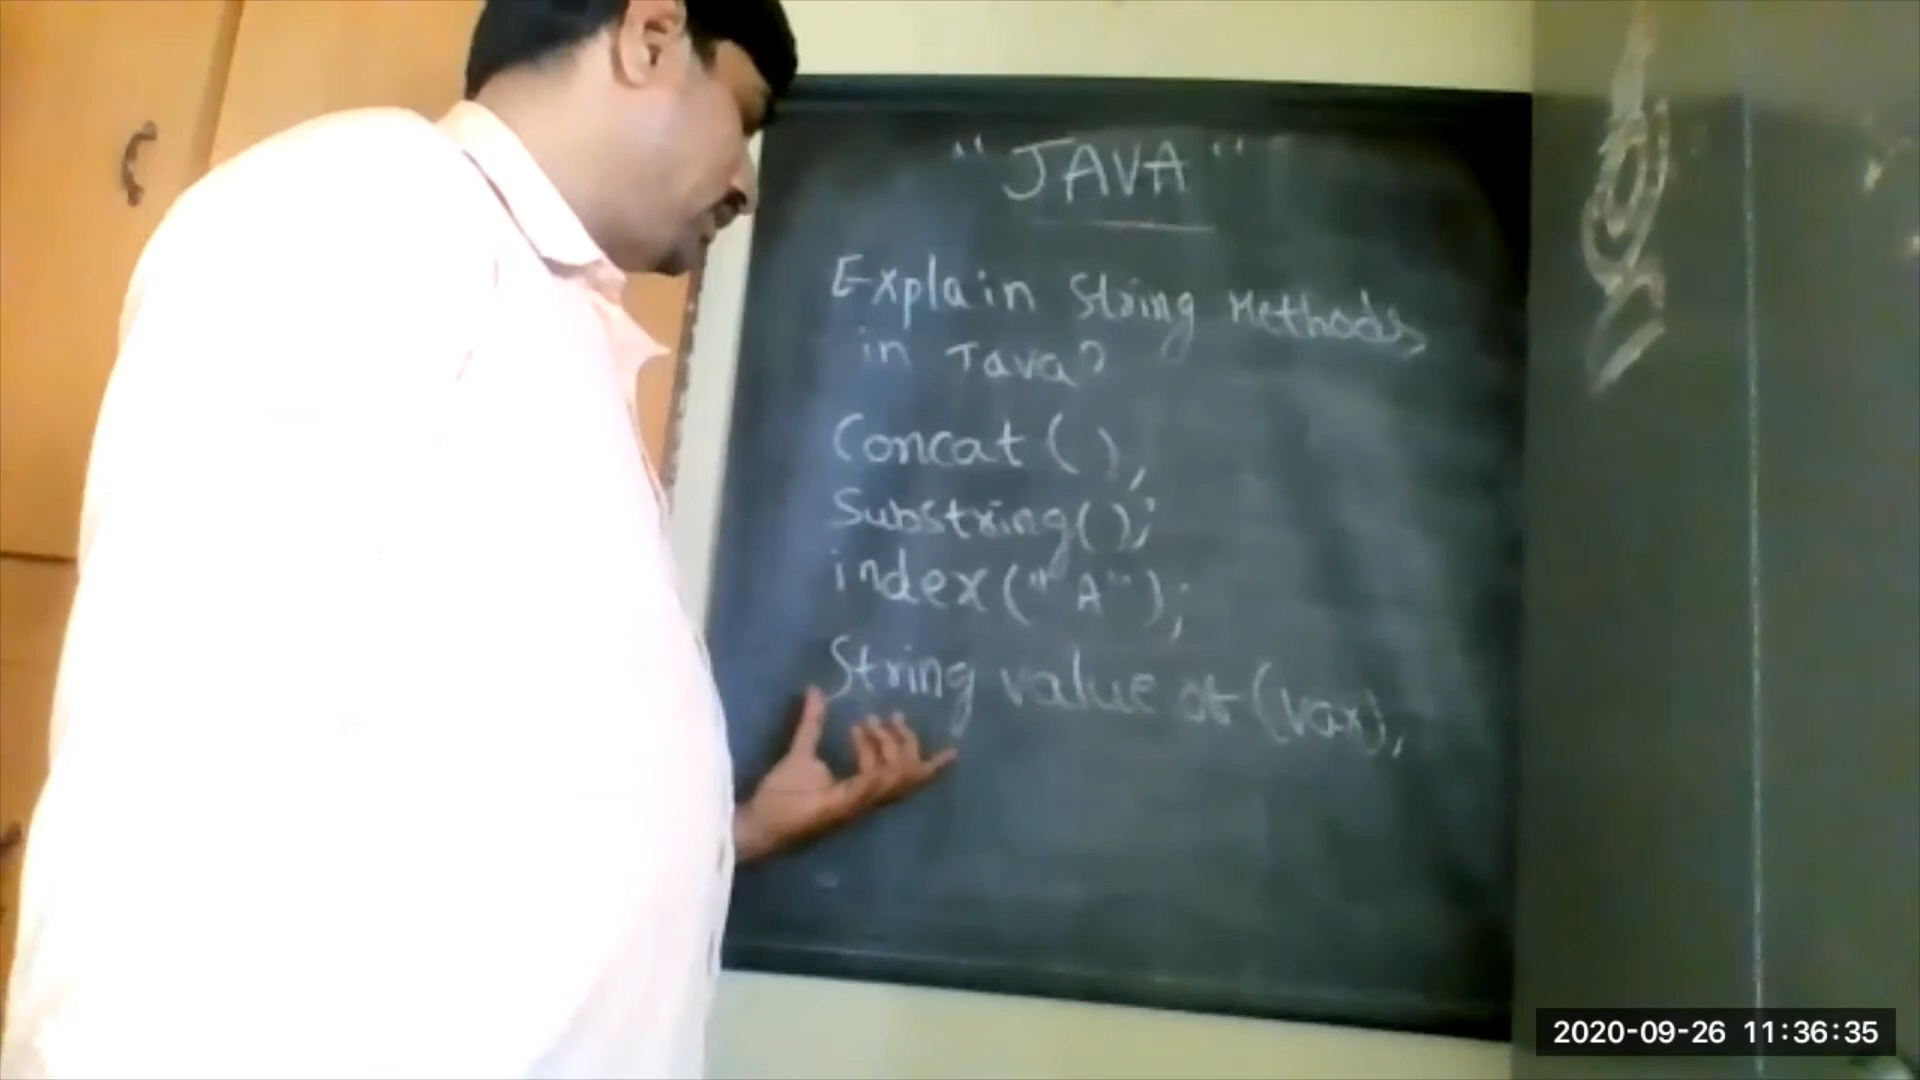 "JAVA"
Explain String Methods
in Java?
Concat(),
Substring();
index("A");
String value of (var),
2020-09-26 11:36:35